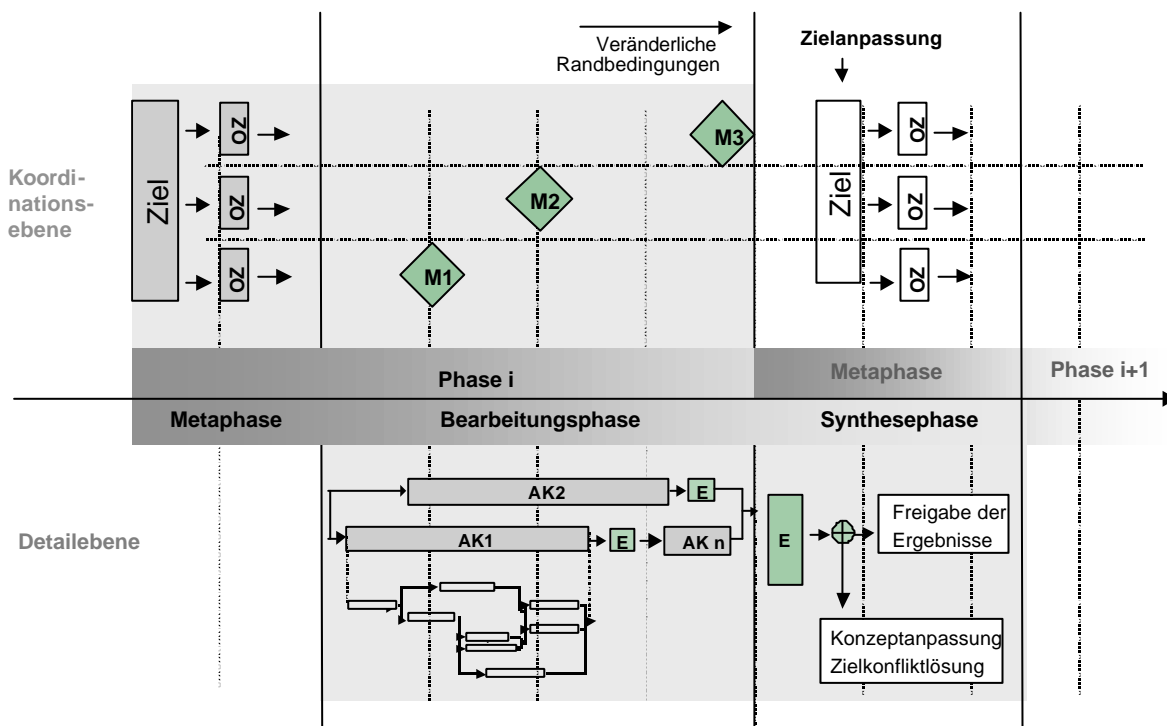 Veränderliche
Randbedingungen
Zielanpassung
Koordi-
nations-
ebene
Ziel
OZ
OZ
OZ
M1
M2
M3
Ziel
OZ
OZ
OZ
Phase i
Metaphase
Phase i+1
Metaphase
Bearbeitungsphase
Synthesephase
Detailebene
AK2
E
AK1
E
AK n
E
Freigabe der
Ergebnisse
Konzeptanpassung
Zielkonfliktlösung